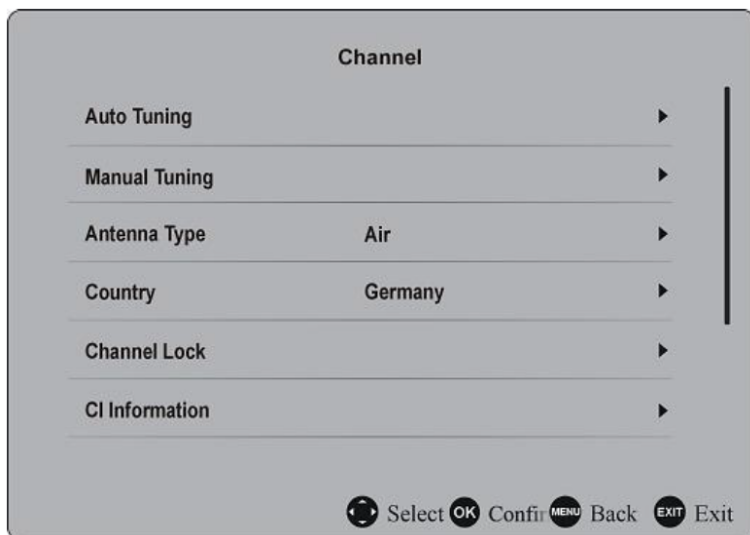 Channel
Auto Tuning
Manual Tuning
Antenna Type Air
Country Germany
Channel Lock
CI Information
Select OK Confir MENU Back EXIT Exit